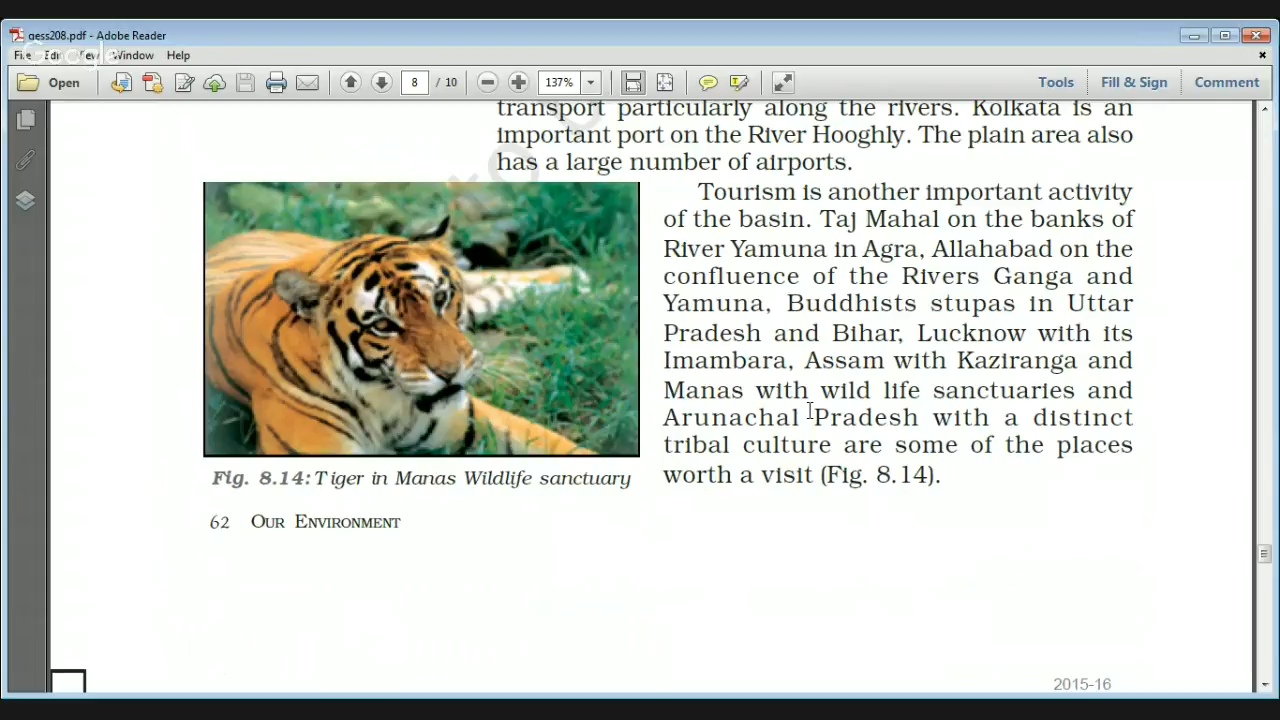 gess208.pdf - Adobe Reader
File Edit View Window Help
Google
Open
8 / 10
137%
Tools
Fill & Sign
Comment
transport particularly along the rivers. Kolkata is an
important port on the River Hooghly. The plain area also
has a large number of airports.
Tourism is another important activity
of the basin. Taj Mahal on the banks of
River Yamuna in Agra, Allahabad on the
confluence of the Rivers Ganga and
Yamuna, Buddhists stupas in Uttar
Pradesh and Bihar, Lucknow with its
Imambara, Assam with Kaziranga and
Manas with wild life sanctuaries and
Arunachal Pradesh with a distinct
tribal culture are some of the places
worth a visit (Fig. 8.14).
Fig. 8.14: Tiger in Manas Wildlife sanctuary
62 OUR ENVIRONMENT
2015-16